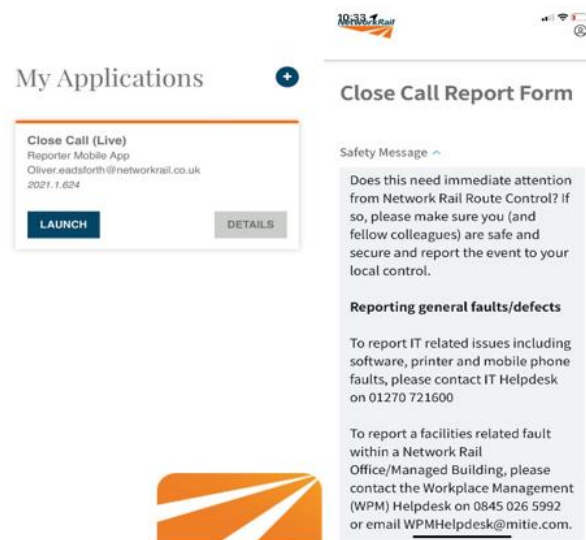 My Applications
Close Call (Live)
Reporter Mobile App
Oliver.eadsforth@networkrail.co.uk
2021.1.624
LAUNCH
DETAILS
10:33
NetworkRail
Close Call Report Form
Safety Message
Does this need immediate attention
from Network Rail Route Control? If
so, please make sure you (and
fellow colleagues) are safe and
secure and report the event to your
local control.
Reporting general faults/defects
To report IT related issues including
software, printer and mobile phone
faults, please contact IT Helpdesk
on 01270 721600
To report a facilities related fault
within a Network Rail
Office/Managed Building, please
contact the Workplace Management
(WPM) Helpdesk on 0845 026 5992
or email WPMHelpdesk@mitie.com.